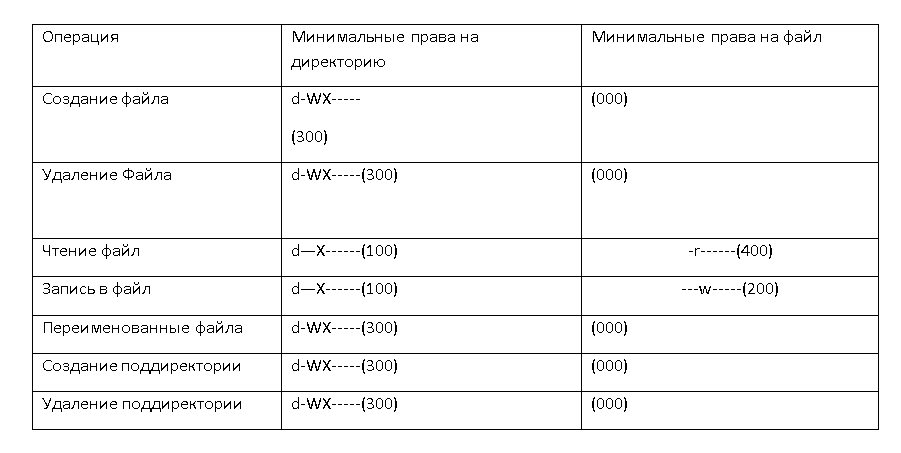 Операция Минимальные права на директорию Минимальные права на файл
Создание файла d-WX----- (300) (000)
Удаление Файла d-WX-----(300) (000)
Чтение файл d—X------(100) -r------(400)
Запись в файл d—X------(100) ---w-----(200)
Переименованные файла d-WX-----(300) (000)
Создание поддиректории d-WX-----(300) (000)
Удаление поддиректории d-WX-----(300) (000)